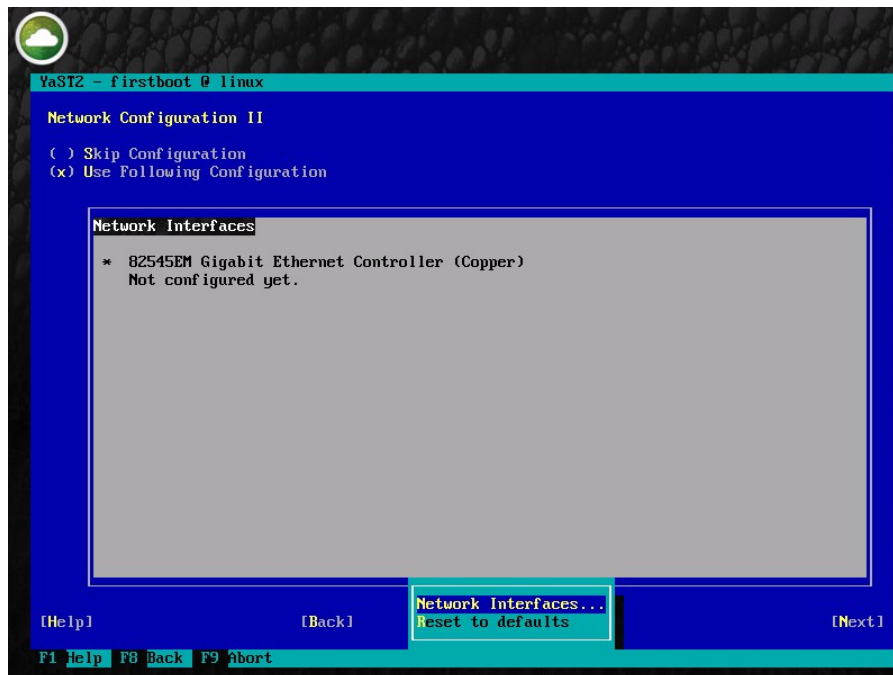 YaST2 - firstboot @ linux
Network Configuration II
( ) Skip Configuration
(x) Use Following Configuration
Network Interfaces
* 82545EM Gigabit Ethernet Controller (Copper)
Not configured yet.
Network Interfaces...
[Help] [Back] Reset to defaults [Next]
F1 Help F8 Back F9 Abort